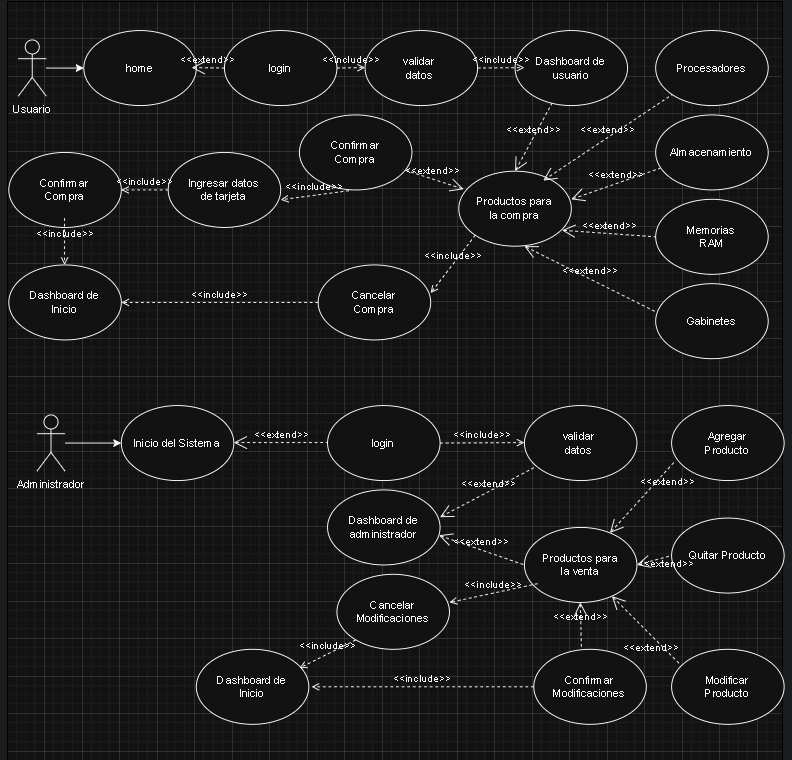 home
<<extend>>
login
<<include>>
validar
datos
<<include>>
Dashboard de
usuario
Procesadores
Usuario
<<extend>>
<<extend>>
Confirmar
Compra
Almacenamiento
<<extend>>
<<extend>>
Confirmar
Compra
<<include>>
Ingresar datos
de tarjeta
<<include>>
Productos para
la compra
<<extend>>
Memorias
RAM
<<include>>
<<include>>
<<extend>>
Dashboard de
Inicio
<<include>>
Cancelar
Compra
Gabinetes
Inicio del Sistema
<<extend>>
login
<<include>>
validar
datos
Agregar
Producto
Administrador
<<extend>>
<<extend>>
Dashboard de
administrador
<<extend>>
Productos para
la venta
<<extend>>
Quitar Producto
<<include>>
Cancelar
Modificaciones
<<extend>>
<<include>>
<<extend>>
Dashboard de
Inicio
<<include>>
Confirmar
Modificaciones
Modificar
Producto